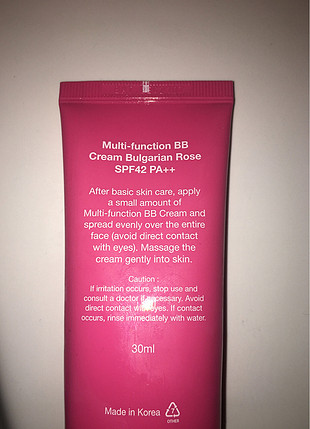 Multi-function BB
Cream Bulgarian Rose
SPF42 PA++
After basic skin care, apply
a small amount of
Multi-function BB Cream and
spread evenly over the entire
face (avoid direct contact
with eyes). Massage the
cream gently into skin.
Caution :
If irritation occurs, stop use and
consult a doctor if necessary. Avoid
direct contact with eyes. If contact
occurs, rinse immediately with water.
30ml
Made in Korea
7
OTHER